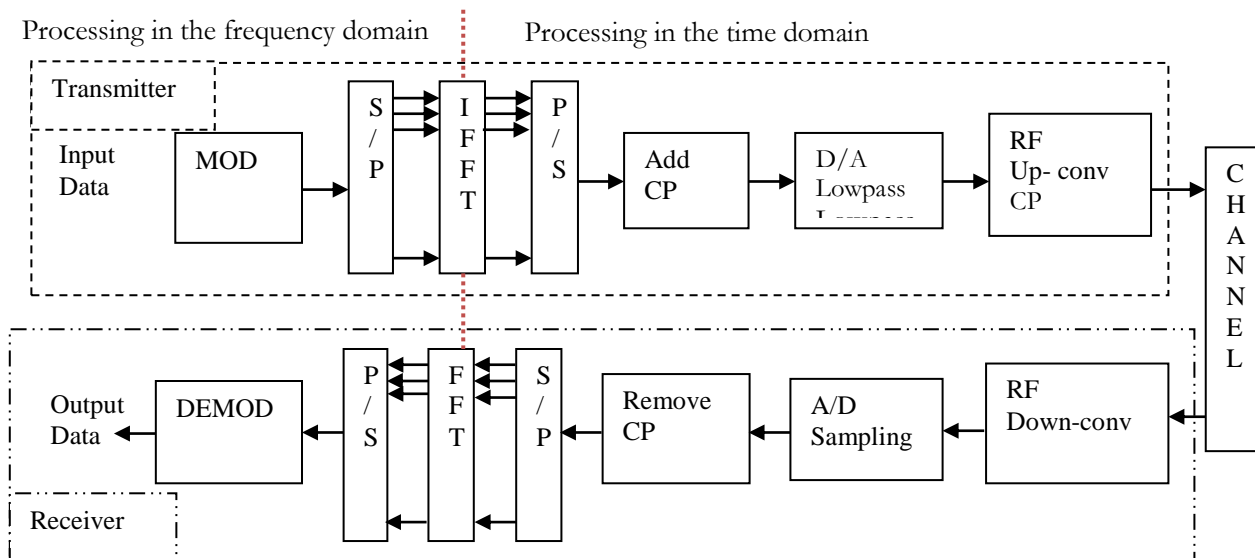 Processing in the frequency domain
Processing in the time domain
Transmitter
Input
Data
MOD
S
/
P
I
F
F
T
P
/
S
Add
CP
D/A
Lowpass
RF
Up- conv
CP
C
H
A
N
N
E
L
RF
Down-conv
A/D
Sampling
Remove
CP
S
/
P
F
F
T
P
/
S
DEMOD
Output
Data
Receiver